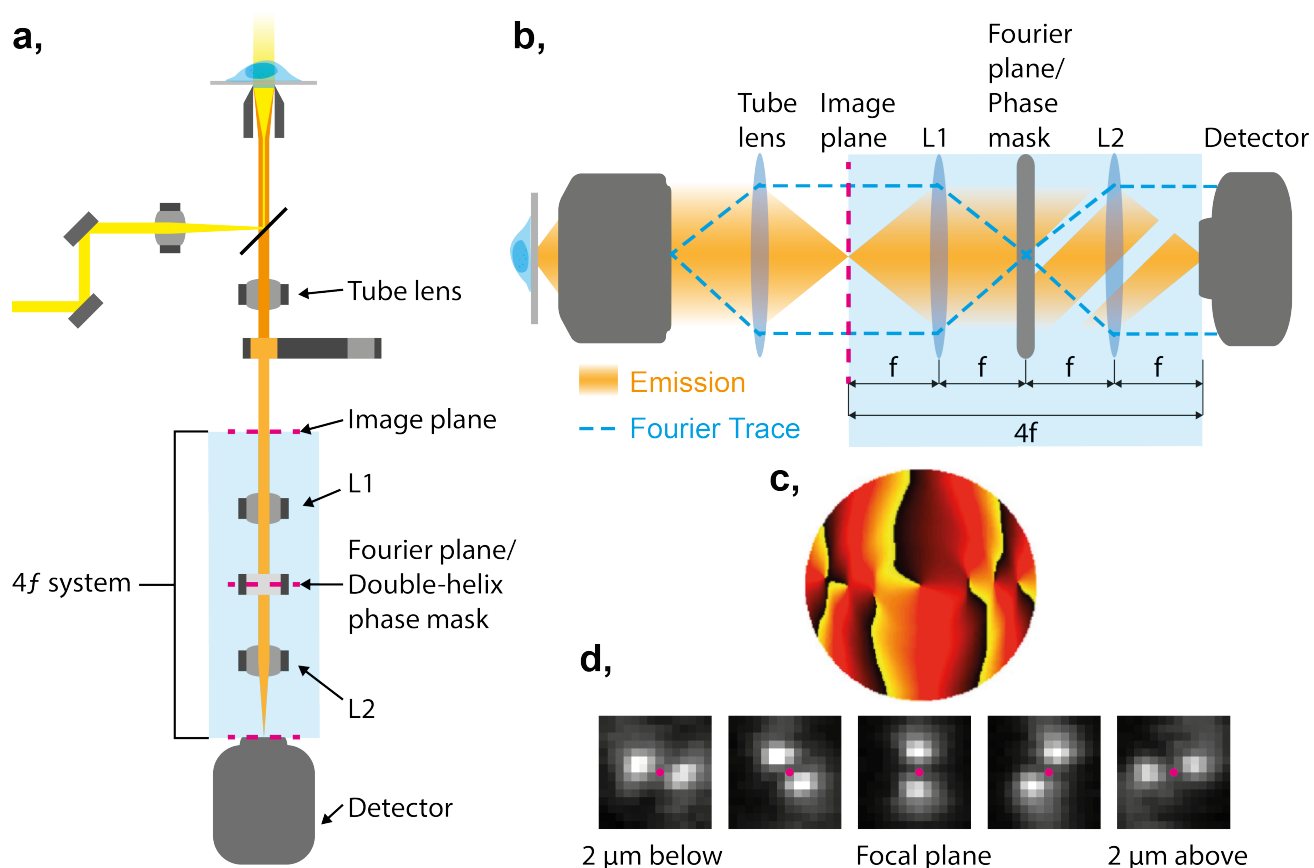 a,
Tube lens
Image plane
L1
Fourier plane/
Double-helix
phase mask
4f system
L2
Detector
b,
Tube
lens
Image
plane
L1
Fourier
plane/
Phase
mask
L2
Detector
f
f
f
f
4f
Emission
Fourier Trace
c,
d,
2 µm below
Focal plane
2 µm above